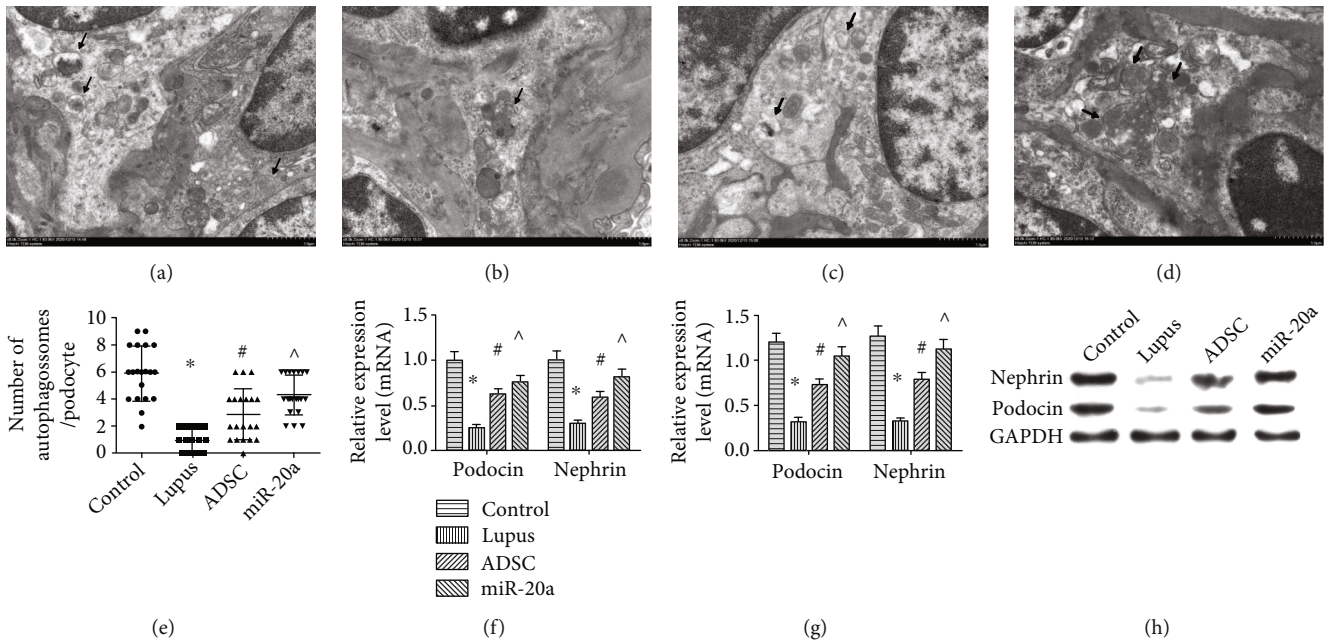 (a)
(b)
(c)
(d)
Number of
autophagosomes
/podocyte
10
8
6
4
2
0
*
#
^
Control
Lupus
ADSC
miR-20a
(e)
Relative expression
level (mRNA)
1.5
1.0
0.5
0.0
*
#
^
*
#
^
Podocin
Nephrin
Control
Lupus
ADSC
miR-20a
(f)
Relative expression
level (mRNA)
1.5
1.0
0.5
0.0
*
#
^
*
#
^
Podocin
Nephrin
(g)
Control
Lupus
ADSC
miR-20a
Nephrin
Podocin
GAPDH
(h)